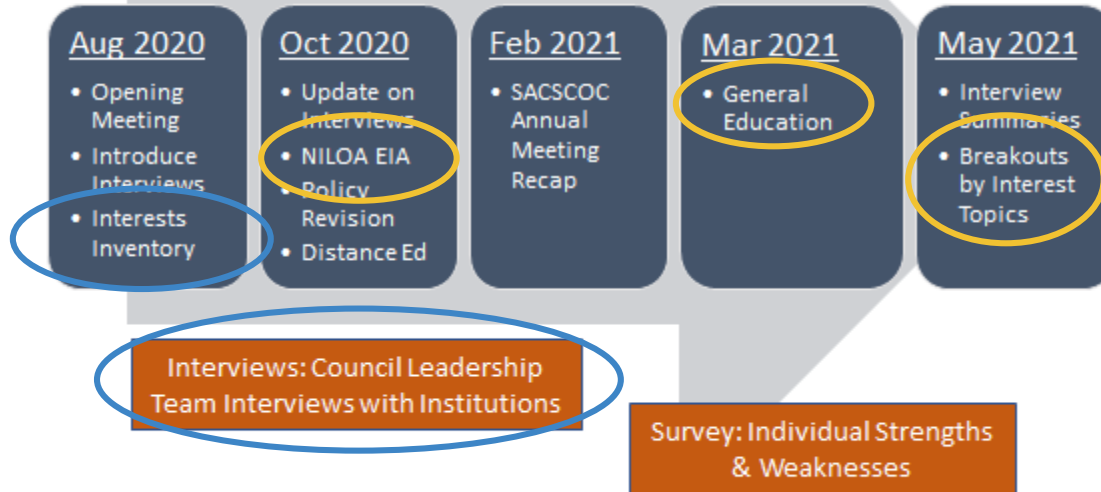 Aug 2020
• Opening
Meeting
• Introduce
Interviews
• Interests
Inventory
Oct 2020
• Update on
Interviews
• NILOA EIA
• Policy
Revision
• Distance Ed
Feb 2021
• SACSCOC
Annual
Meeting
Recap
Mar 2021
• General
Education
May 2021
• Interview
Summaries
• Breakouts
by Interest
Topics
Interviews: Council Leadership
Team Interviews with Institutions
Survey: Individual Strengths
& Weaknesses